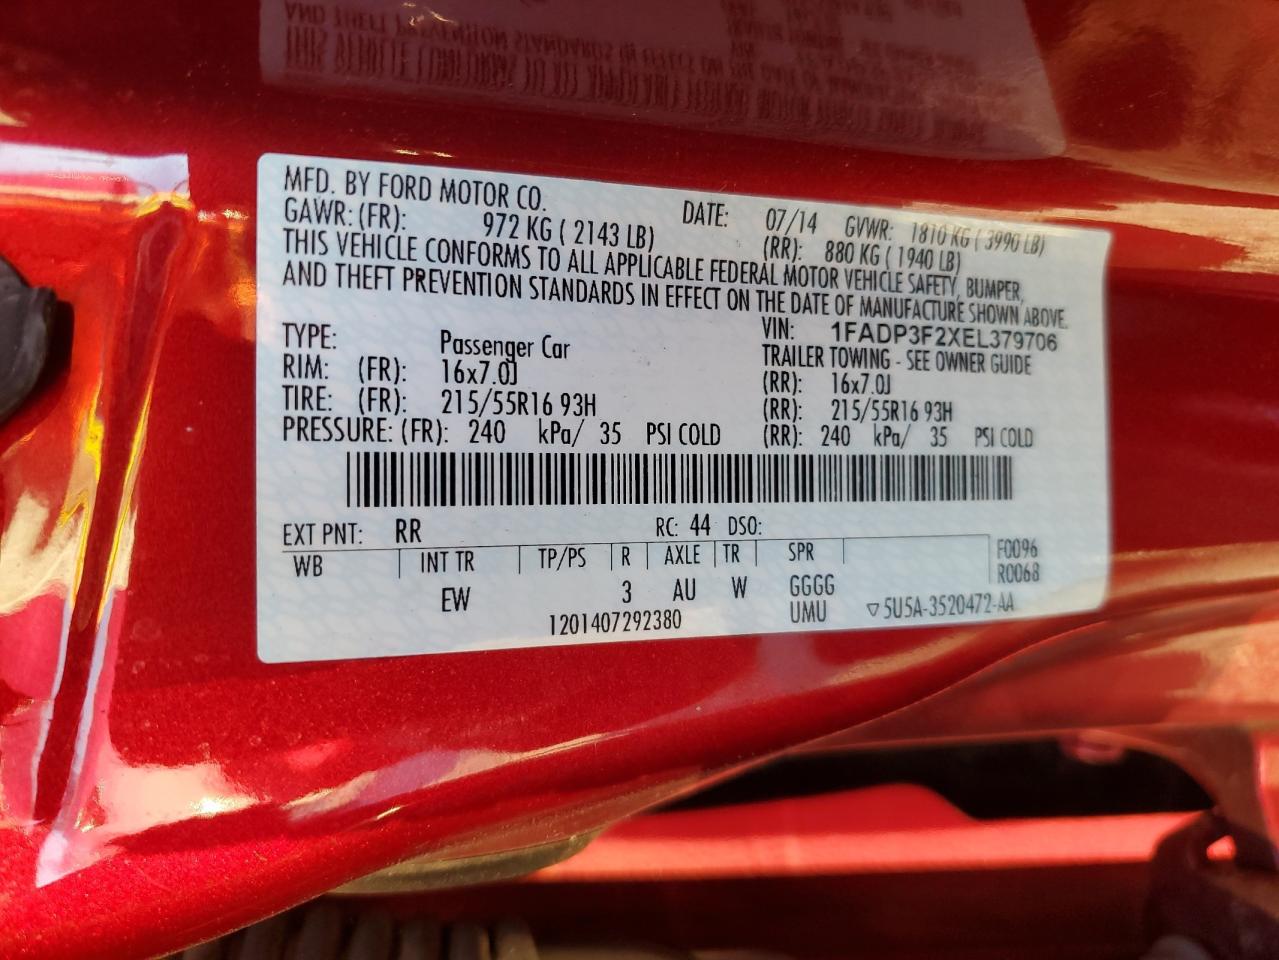 MFD. BY FORD MOTOR CO. DATE: 07/14 GVWR: 1810 KG ( 3990 LB)
GAWR: (FR): 972 KG ( 2143 LB) (RR): 880 KG ( 1940 LB)
THIS VEHICLE CONFORMS TO ALL APPLICABLE FEDERAL MOTOR VEHICLE SAFETY, BUMPER,
AND THEFT PREVENTION STANDARDS IN EFFECT ON THE DATE OF MANUFACTURE SHOWN ABOVE.
VIN: 1FADP3F2XEL379706
TYPE: Passenger Car TRAILER TOWING - SEE OWNER GUIDE
RIM: (FR): 16x7.0J (RR): 16x7.0J
TIRE: (FR): 215/55R16 93H (RR): 215/55R16 93H
PRESSURE: (FR): 240 kPa/ 35 PSI COLD (RR): 240 kPa/ 35 PSI COLD
EXT PNT: RR RC: 44 DSO:
WB INT TR TP/PS R AXLE TR SPR F0096
R0068
EW 3 AU W GGGG
1201407292380 UMU ▽5U5A-3520472-AA